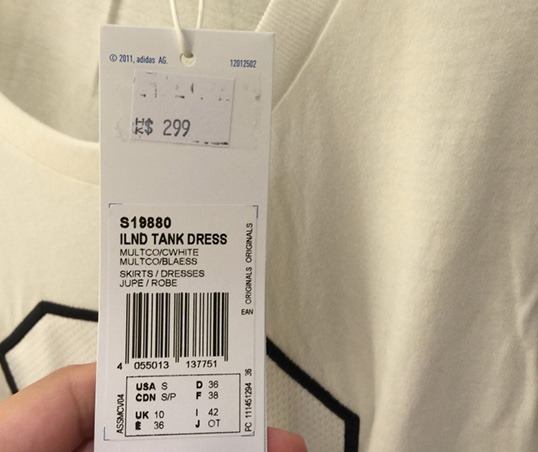 © 2011, adidas AG.
12012502
HK$ 299
S19880
ILND TANK DRESS
MULTCO/CWHITE
MULTCO/BLAESS
SKIRTS / DRESSES
JUPE / ROBE
ORIGINALS ORIGINALS
EAN
4 055013 137751
USA S D 36
CDN S/P F 38
UK 10 I 42
E 36 J OT
ASSMCV04
PC 111451294 36